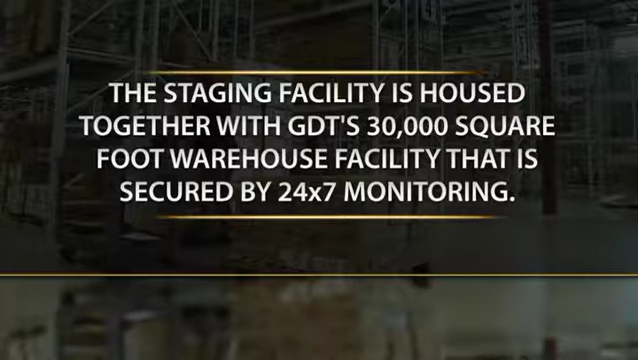 THE STAGING FACILITY IS HOUSED
TOGETHER WITH GDT'S 30,000 SQUARE
FOOT WAREHOUSE FACILITY THAT IS
SECURED BY 24x7 MONITORING.